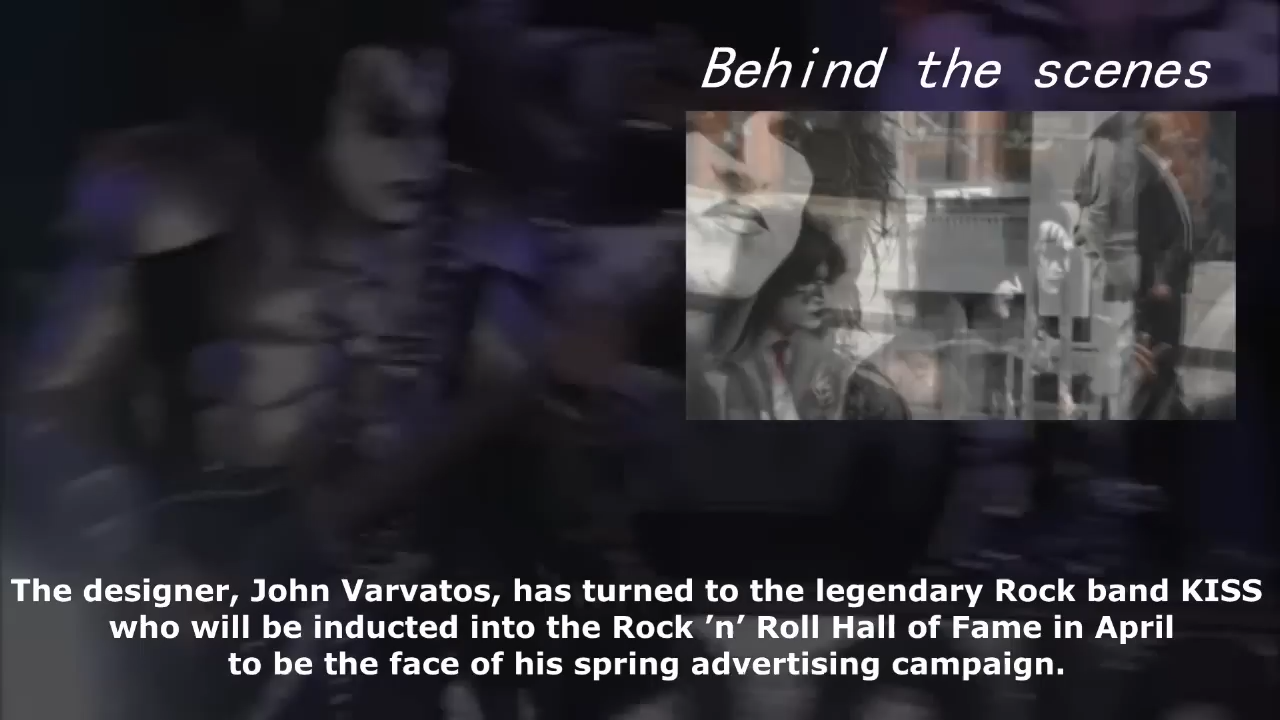 Behind the scenes
The designer, John Varvatos, has turned to the legendary Rock band KISS
who will be inducted into the Rock ’n’ Roll Hall of Fame in April
to be the face of his spring advertising campaign.